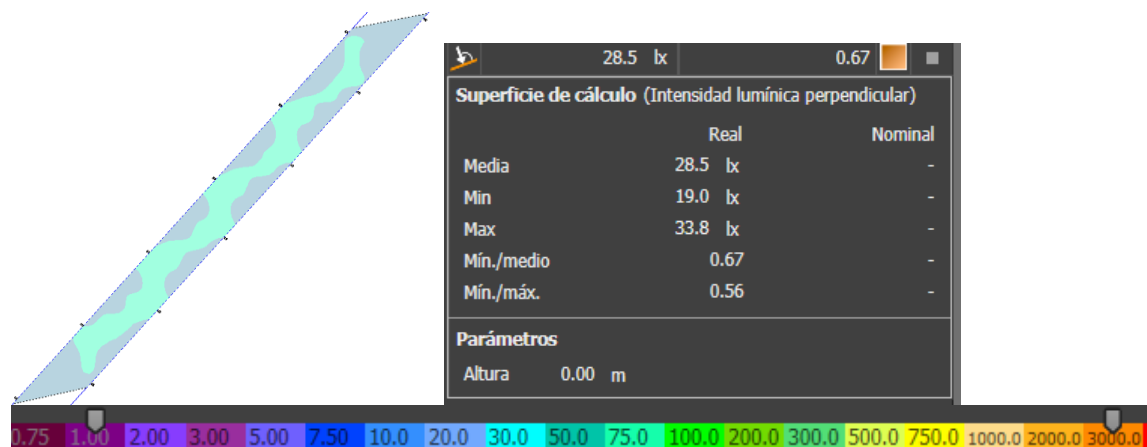 28.5 lx 0.67
Superficie de cálculo (Intensidad lumínica perpendicular)
Real Nominal
Media 28.5 lx -
Min 19.0 lx -
Max 33.8 lx -
Mín./medio 0.67 -
Mín./máx. 0.56 -
Parámetros
Altura 0.00 m
0.75 1.00 2.00 3.00 5.00 7.50 10.0 20.0 30.0 50.0 75.0 100.0 200.0 300.0 500.0 750.0 1000.0 2000.0 3000.0